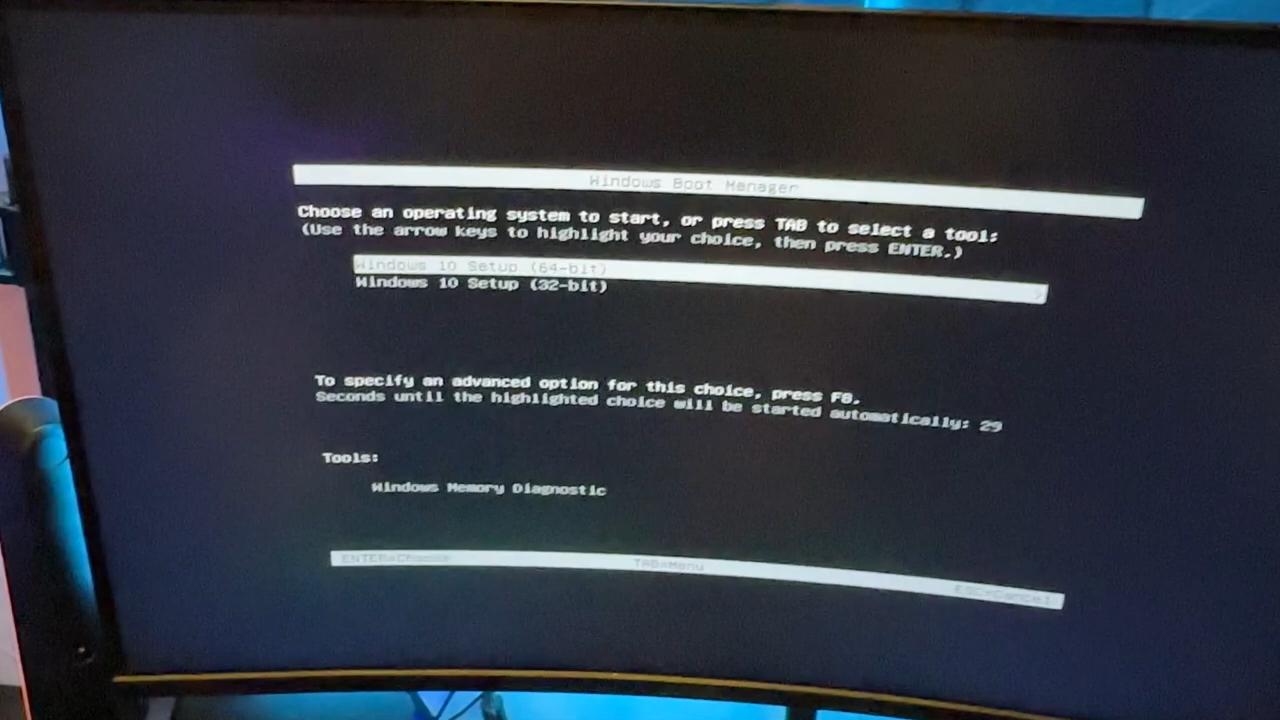 Windows Boot Manager
Choose an operating system to start, or press TAB to select a tool:
(Use the arrow keys to highlight your choice, then press ENTER.)
Windows 10 Setup (64-bit)
Windows 10 Setup (32-bit)
To specify an advanced option for this choice, press F8.
Seconds until the highlighted choice will be started automatically: 29
Tools:
Windows Memory Diagnostic
ENTER=Choose TAB=Menu ESC=Cancel